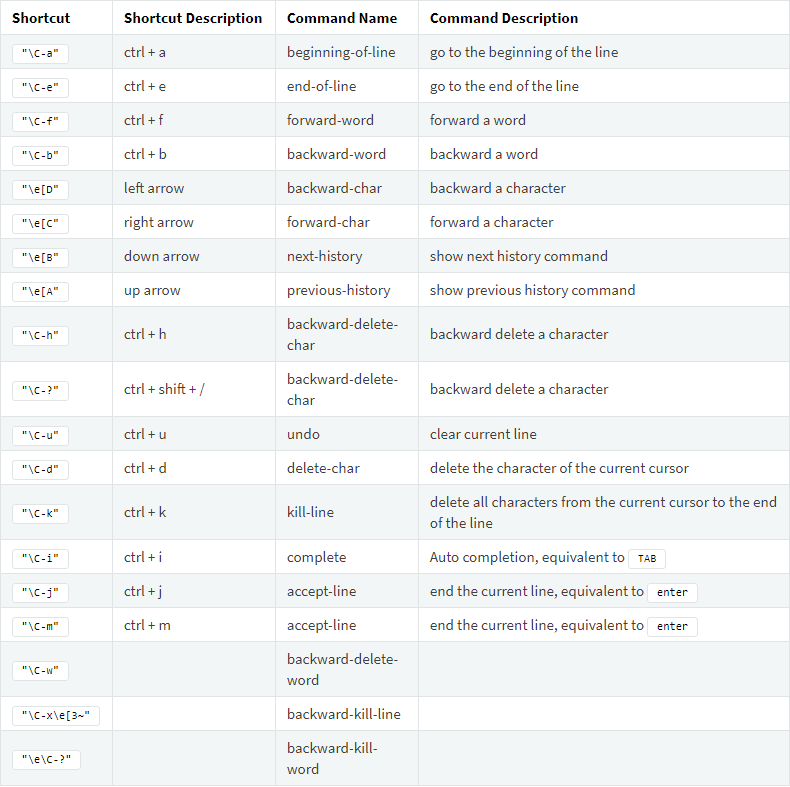 Shortcut Shortcut Description Command Name Command Description
"\C-a" ctrl + a beginning-of-line go to the beginning of the line
"\C-e" ctrl + e end-of-line go to the end of the line
"\C-f" ctrl + f forward-word forward a word
"\C-b" ctrl + b backward-word backward a word
"\e[D" left arrow backward-char backward a character
"\e[C" right arrow forward-char forward a character
"\e[B" down arrow next-history show next history command
"\e[A" up arrow previous-history show previous history command
"\C-h" ctrl + h backward-delete-
char backward delete a character
"\C-?" ctrl + shift + / backward-delete-
char backward delete a character
"\C-u" ctrl + u undo clear current line
"\C-d" ctrl + d delete-char delete the character of the current cursor
"\C-k" ctrl + k kill-line delete all characters from the current cursor to the end
of the line
"\C-i" ctrl + i complete Auto completion, equivalent to TAB
"\C-j" ctrl + j accept-line end the current line, equivalent to enter
"\C-m" ctrl + m accept-line end the current line, equivalent to enter
"\C-w" backward-delete-
word
"\C-x\e[3~" backward-kill-line
"\e\C-?" backward-kill-
word